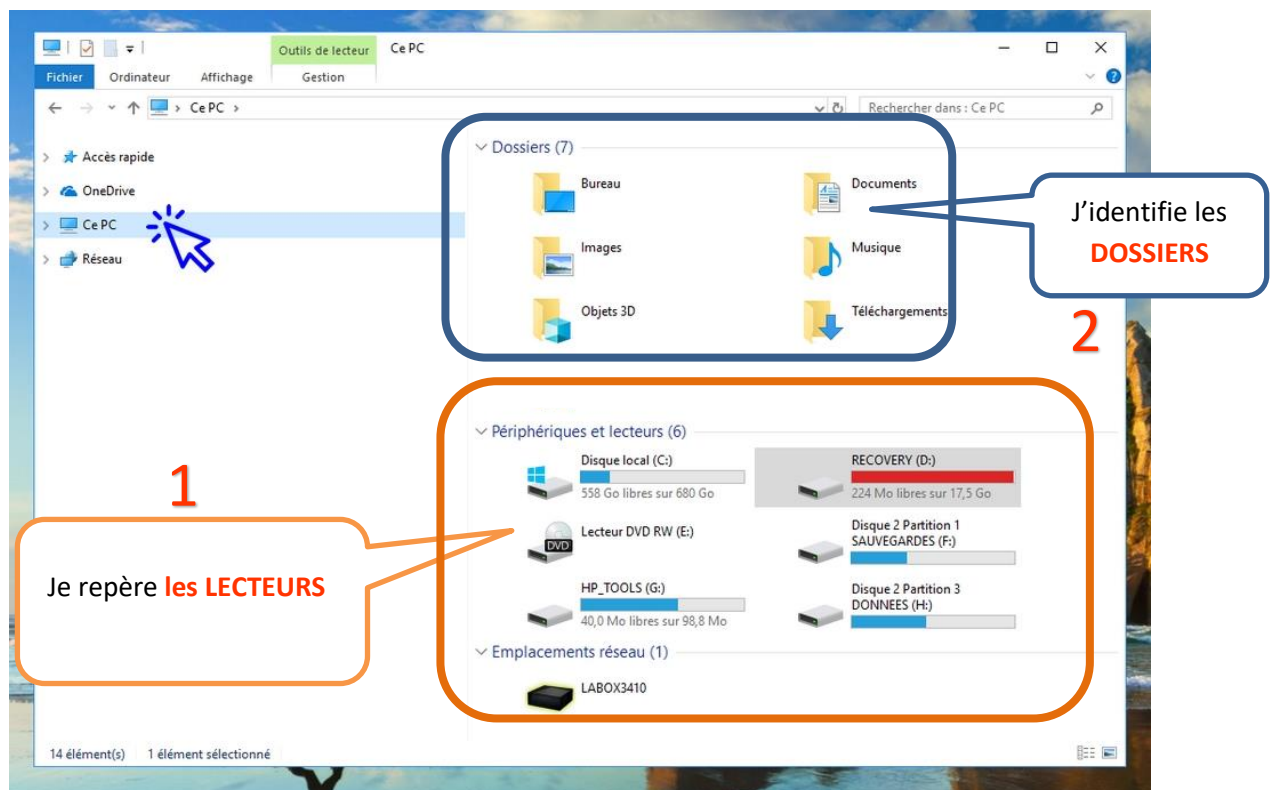 Outils de lecteur
Ce PC
Fichier
Ordinateur
Affichage
Gestion
Ce PC
Rechercher dans : Ce PC
Accès rapide
OneDrive
Ce PC
Réseau
Dossiers (7)
Bureau
Documents
Images
Musique
Objets 3D
Téléchargements
J’identifie les
DOSSIERS
2
Périphériques et lecteurs (6)
Disque local (C:)
558 Go libres sur 680 Go
RECOVERY (D:)
224 Mo libres sur 17,5 Go
Lecteur DVD RW (E:)
DVD
Disque 2 Partition 1
SAUVEGARDES (F:)
HP_TOOLS (G:)
40,0 Mo libres sur 98,8 Mo
Disque 2 Partition 3
DONNEES (H:)
1
Je repère les LECTEURS
Emplacements réseau (1)
LABOX3410
14 élément(s)
1 élément sélectionné